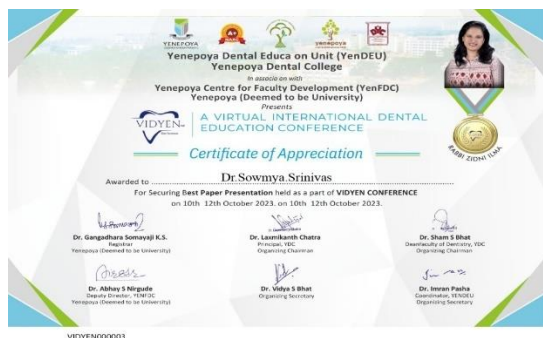 YENEPOYA
Yenepoya Dental Educa on Unit (YenDEU)
Yenepoya Dental College
In associa on with
Yenepoya Centre for Faculty Development (YenFDC)
Yenepoya (Deemed to be University)
Presents
VIDYEN
A VIRTUAL INTERNATIONAL DENTAL
EDUCATION CONFERENCE
Certificate of Appreciation
RABBI ZIDNI ILMA
Awarded to Dr.Sowmya.Srinivas
For Securing Best Paper Presentation held as a part of VIDYEN CONFERENCE
on 10th 12th October 2023. on 10th 12th October 2023.
Dr. Gangadhara Somayaji K.S.
Registrar
Yenepoya (Deemed to be University)
Dr. Laxmikanth Chatra
Principal, YDC
Organizing Chairman
Dr. Sham S Bhat
Deanfaculty of Dentistry, YDC
Organizing Chairman
Dr. Abhay S Nirgude
Deputy Director, YENFDC
Yenepoya (Deemed to be University)
Dr. Vidya S Bhat
Organizing Secretary
Dr. Imran Pasha
Coordinator, YENDEU
Organizing Secretary
VIDYEN000003